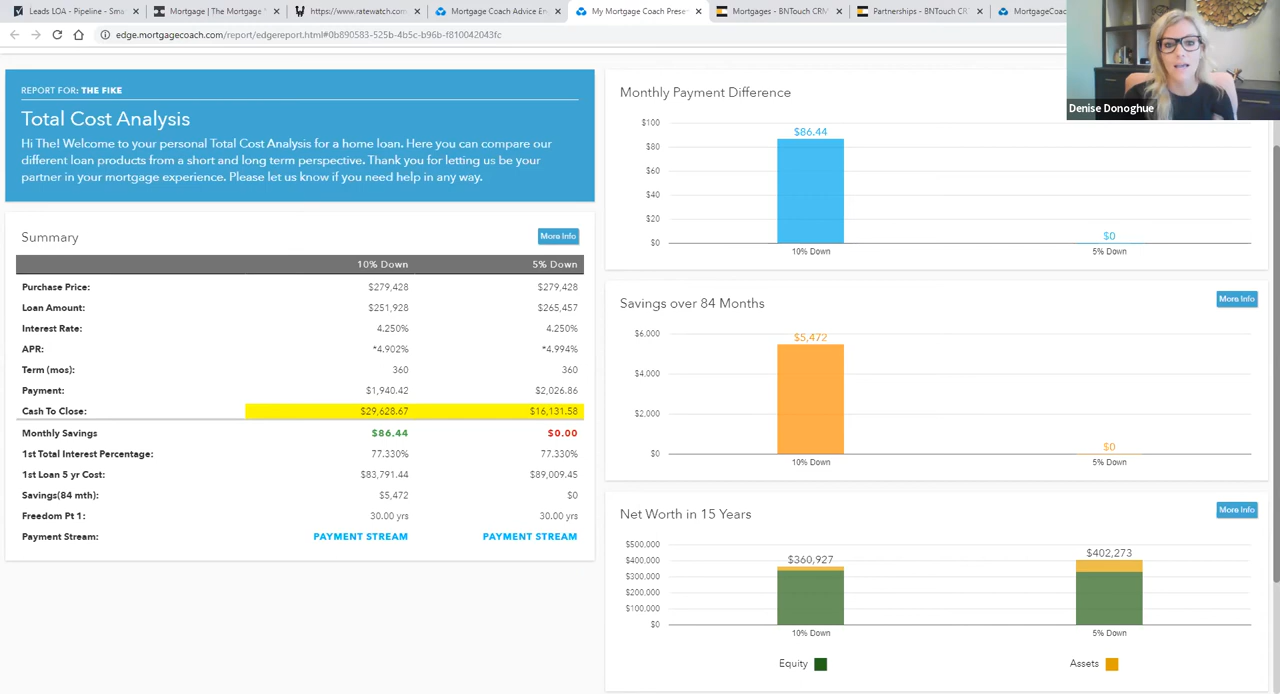 Leads LOA - Pipeline - Sma
Mortgage | The Mortgage
https://www.ratewatch.com
Mortgage Coach Advice En
My Mortgage Coach Prese
Mortgages - BNTouch CRM
Partnerships - BNTouch CR
MortgageCoac
edge.mortgagecoach.com/report/edgereport.html#0b890583-525b-4b5c-b96b-f810042043fc
Denise Donoghue
REPORT FOR: THE FIKE
Total Cost Analysis
Hi The! Welcome to your personal Total Cost Analysis for a home loan. Here you can compare our
different loan products from a short and long term perspective. Thank you for letting us be your
partner in your mortgage experience. Please let us know if you need help in any way.
Summary
More Info
10% Down 5% Down
Purchase Price: $279,428 $279,428
Loan Amount: $251,928 $265,457
Interest Rate: 4.250% 4.250%
APR: *4.902% *4.994%
Term (mos): 360 360
Payment: $1,940.42 $2,026.86
Cash To Close: $29,628.67 $16,131.58
Monthly Savings $86.44 $0.00
1st Total Interest Percentage: 77.330% 77.330%
1st Loan 5 yr Cost: $83,791.44 $89,009.45
Savings(84 mth): $5,472 $0
Freedom Pt 1: 30.00 yrs 30.00 yrs
Payment Stream: PAYMENT STREAM PAYMENT STREAM
Monthly Payment Difference
$100
$80
$60
$40
$20
$0
$86.44
$0
10% Down 5% Down
Savings over 84 Months
More Info
$6,000
$4,000
$2,000
$0
$5,472
$0
10% Down 5% Down
Net Worth in 15 Years
More Info
$500,000
$400,000
$300,000
$200,000
$100,000
$0
$360,927
$402,273
10% Down 5% Down
Equity Assets